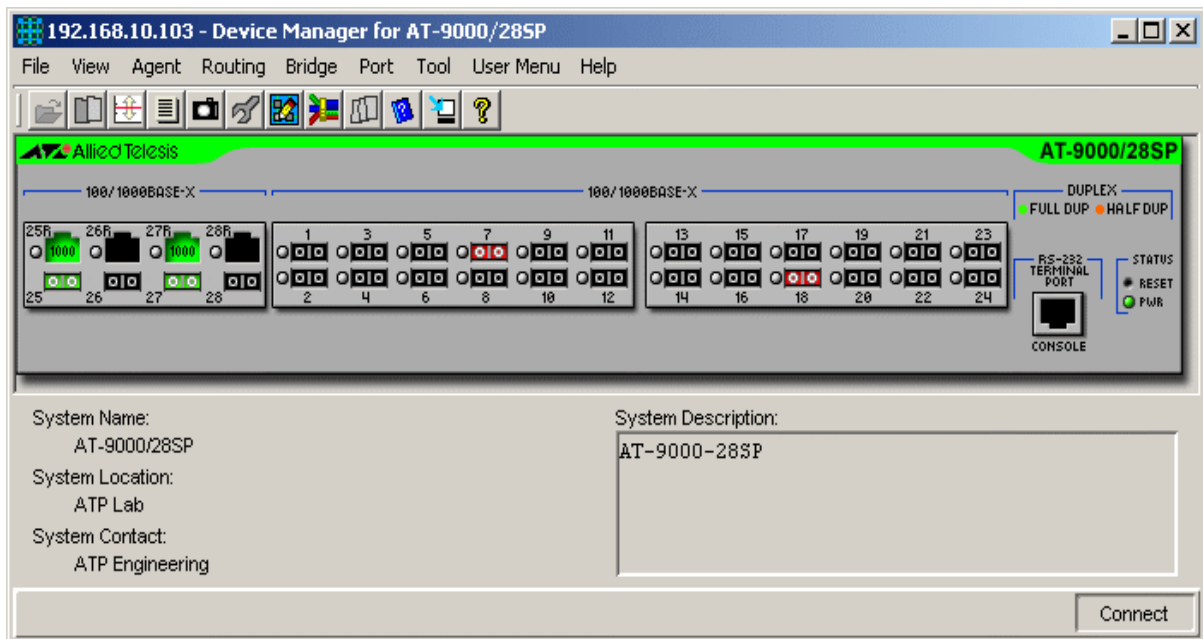 192.168.10.103 - Device Manager for AT-9000/28SP
File View Agent Routing Bridge Port Tool User Menu Help
Allied Telesis AT-9000/28SP
100/1000BASE-X 100/1000BASE-X DUPLEX
FULL DUP HALF DUP
25R 26R 27R 28R 1 3 5 7 9 11 13 15 17 19 21 23
1000 1000
RS-232 TERMINAL PORT STATUS
RESET
25 26 27 28 2 4 6 8 10 12 14 16 18 20 22 24
PWR
CONSOLE
System Name:
AT-9000/28SP
System Location:
ATP Lab
System Contact:
ATP Engineering
System Description:
AT-9000-28SP
Connect